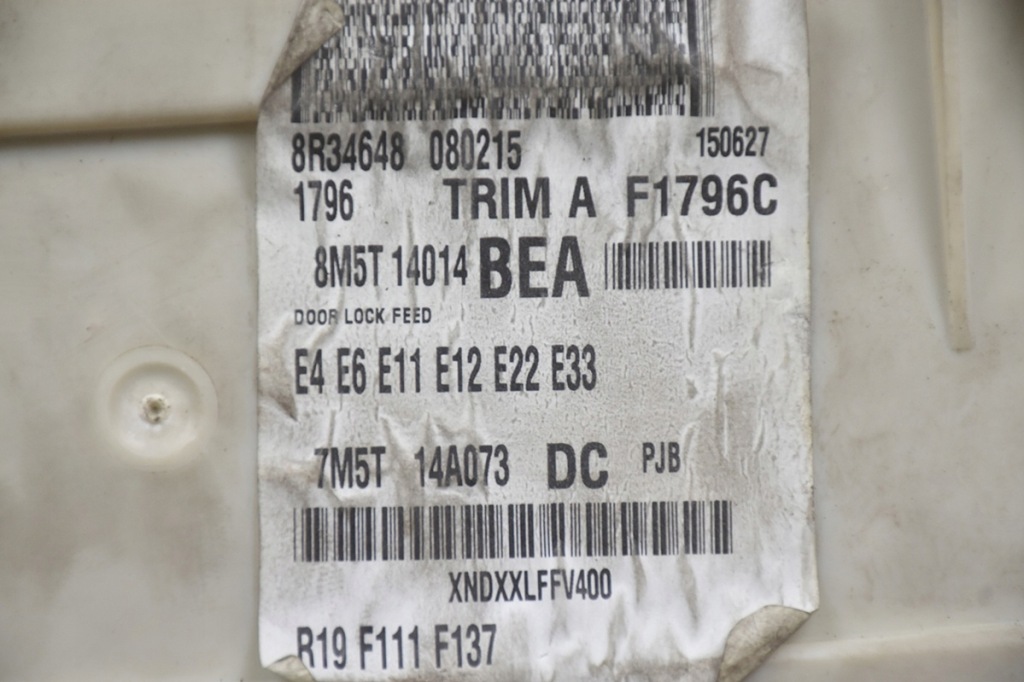 8R34648 080215 150627
1796 TRIM A F1796C
8M5T 14014 BEA
DOOR LOCK FEED
E4 E6 E11 E12 E22 E33
7M5T 14A073 DC PJB
XNDXXLFFV400
R19 F111 F137